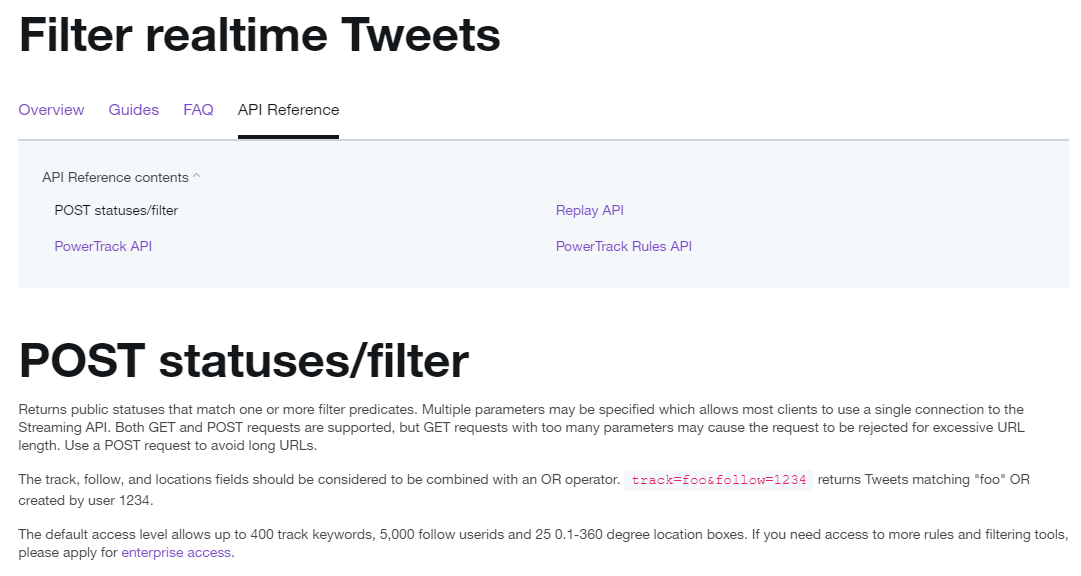 Filter realtime Tweets
Overview Guides FAQ API Reference
API Reference contents ^
POST statuses/filter Replay API
PowerTrack API PowerTrack Rules API
POST statuses/filter
Returns public statuses that match one or more filter predicates. Multiple parameters may be specified which allows most clients to use a single connection to the
Streaming API. Both GET and POST requests are supported, but GET requests with too many parameters may cause the request to be rejected for excessive URL
length. Use a POST request to avoid long URLs.
The track, follow, and locations fields should be considered to be combined with an OR operator. track=foo&follow=1234 returns Tweets matching "foo" OR
created by user 1234.
The default access level allows up to 400 track keywords, 5,000 follow userids and 25 0.1-360 degree location boxes. If you need access to more rules and filtering tools,
please apply for enterprise access.